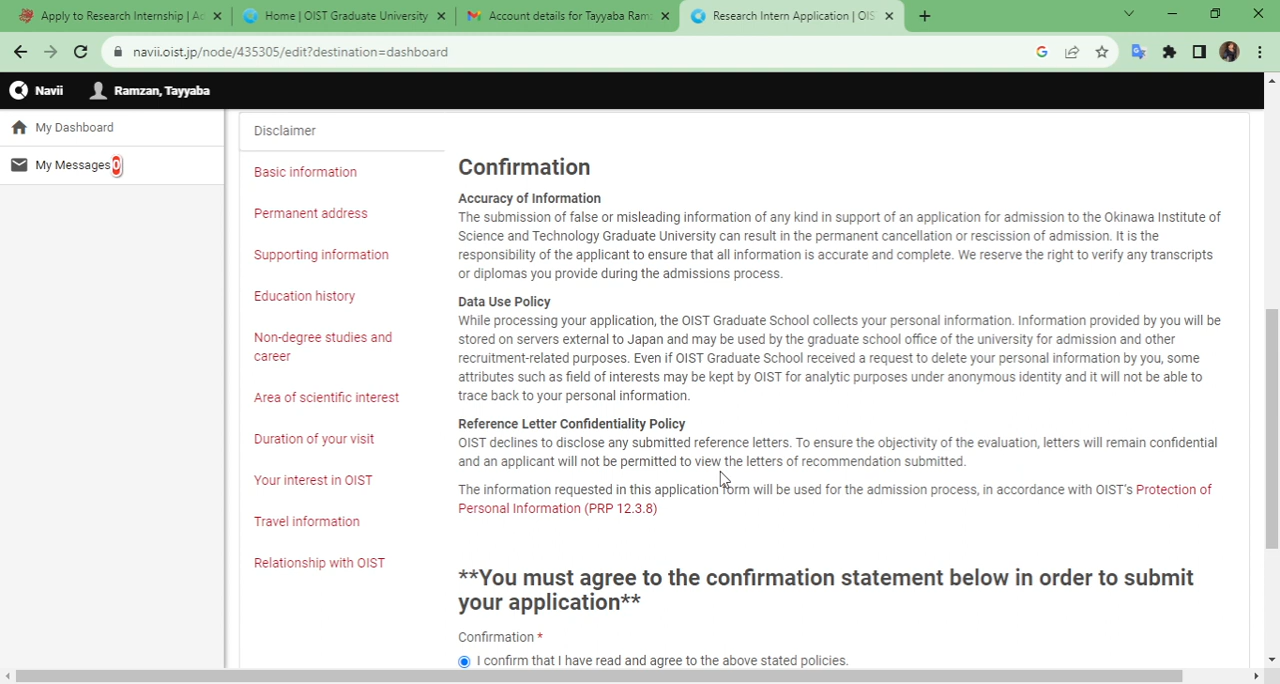 Apply to Research Internship | Ac
Home | OIST Graduate University
Account details for Tayyaba Ram
Research Intern Application | OIS
navii.oist.jp/node/435305/edit?destination=dashboard
Navii
Ramzan, Tayyaba
My Dashboard
My Messages 0
Disclaimer
Basic information
Permanent address
Supporting information
Education history
Non-degree studies and
career
Area of scientific interest
Duration of your visit
Your interest in OIST
Travel information
Relationship with OIST
Confirmation
Accuracy of Information
The submission of false or misleading information of any kind in support of an application for admission to the Okinawa Institute of
Science and Technology Graduate University can result in the permanent cancellation or rescission of admission. It is the
responsibility of the applicant to ensure that all information is accurate and complete. We reserve the right to verify any transcripts
or diplomas you provide during the admissions process.
Data Use Policy
While processing your application, the OIST Graduate School collects your personal information. Information provided by you will be
stored on servers external to Japan and may be used by the graduate school office of the university for admission and other
recruitment-related purposes. Even if OIST Graduate School received a request to delete your personal information by you, some
attributes such as field of interests may be kept by OIST for analytic purposes under anonymous identity and it will not be able to
trace back to your personal information.
Reference Letter Confidentiality Policy
OIST declines to disclose any submitted reference letters. To ensure the objectivity of the evaluation, letters will remain confidential
and an applicant will not be permitted to view the letters of recommendation submitted.
The information requested in this application form will be used for the admission process, in accordance with OIST's Protection of
Personal Information (PRP 12.3.8)
**You must agree to the confirmation statement below in order to submit
your application**
Confirmation *
I confirm that I have read and agree to the above stated policies.